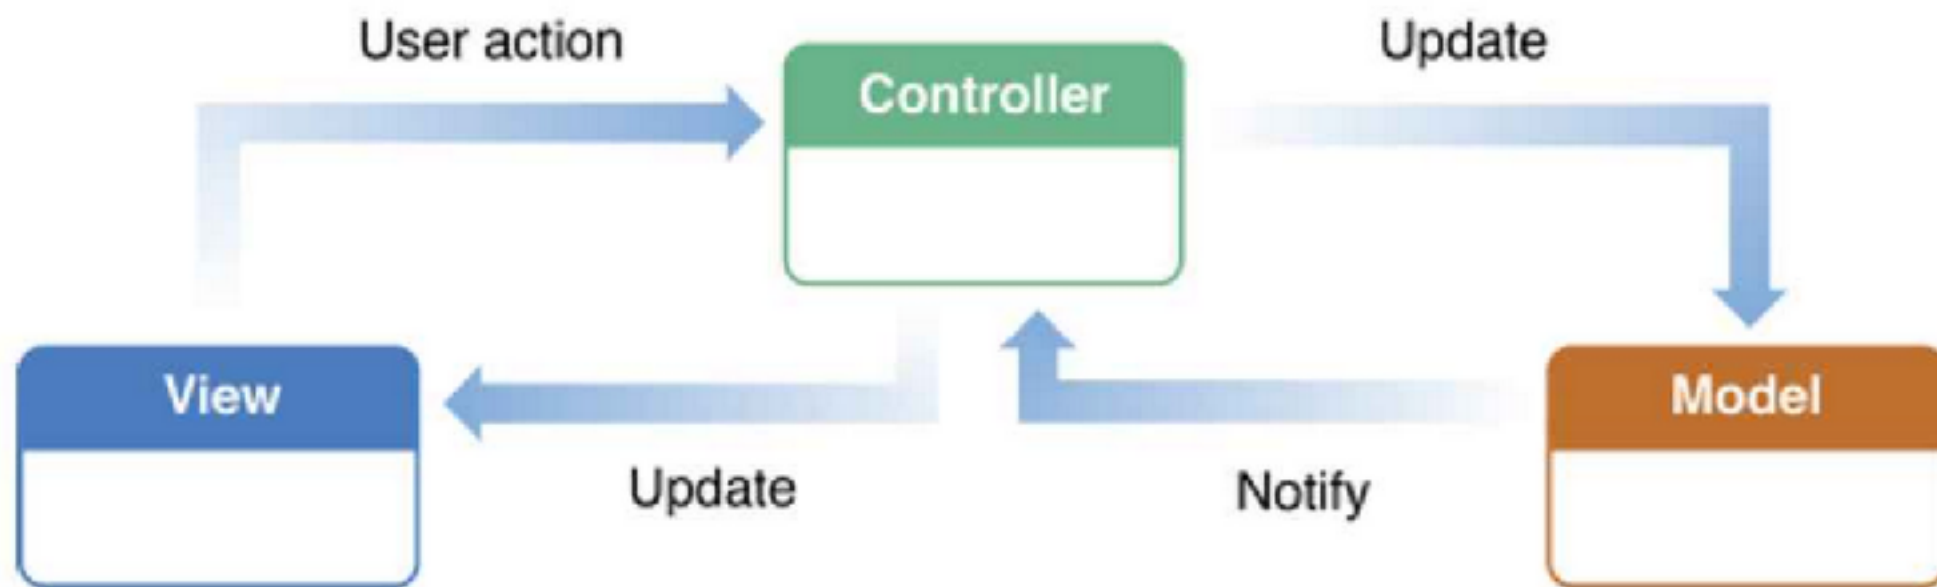 User action
Update
Controller
View
Model
Update
Notify